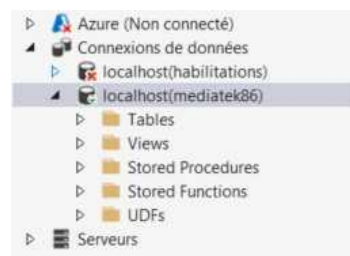 Azure (Non connecté)
Connexions de données
localhost(habilitations)
localhost(mediatek86)
Tables
Views
Stored Procedures
Stored Functions
UDFs
Serveurs